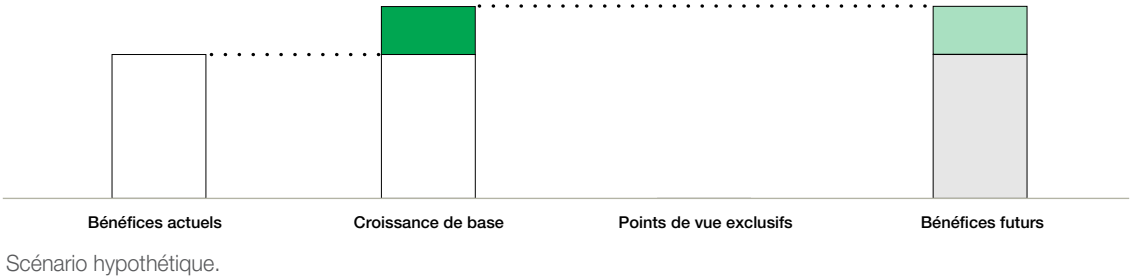 Bénéfices actuels
Croissance de base
Points de vue exclusifs
Bénéfices futurs
Scénario hypothétique.